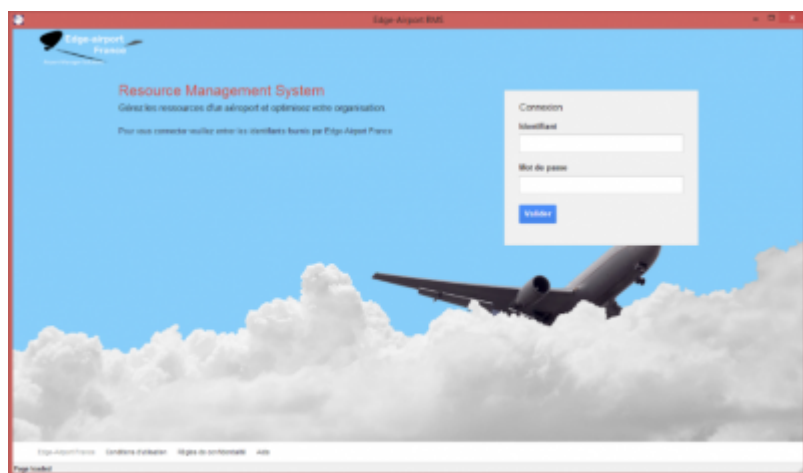 Edge-Airport RMS
Edge-airport
France
Resource Management System
Gérez les ressources d'un aéroport et optimisez votre organisation.
Pour vous connecter veuillez entrer les identifiants fournis par Edge-Airport France
Connexion
Identifiant
Mot de passe
Valider
Edge-Airport France Conditions d'utilisation Règles de confidentialité Aide
Page loaded